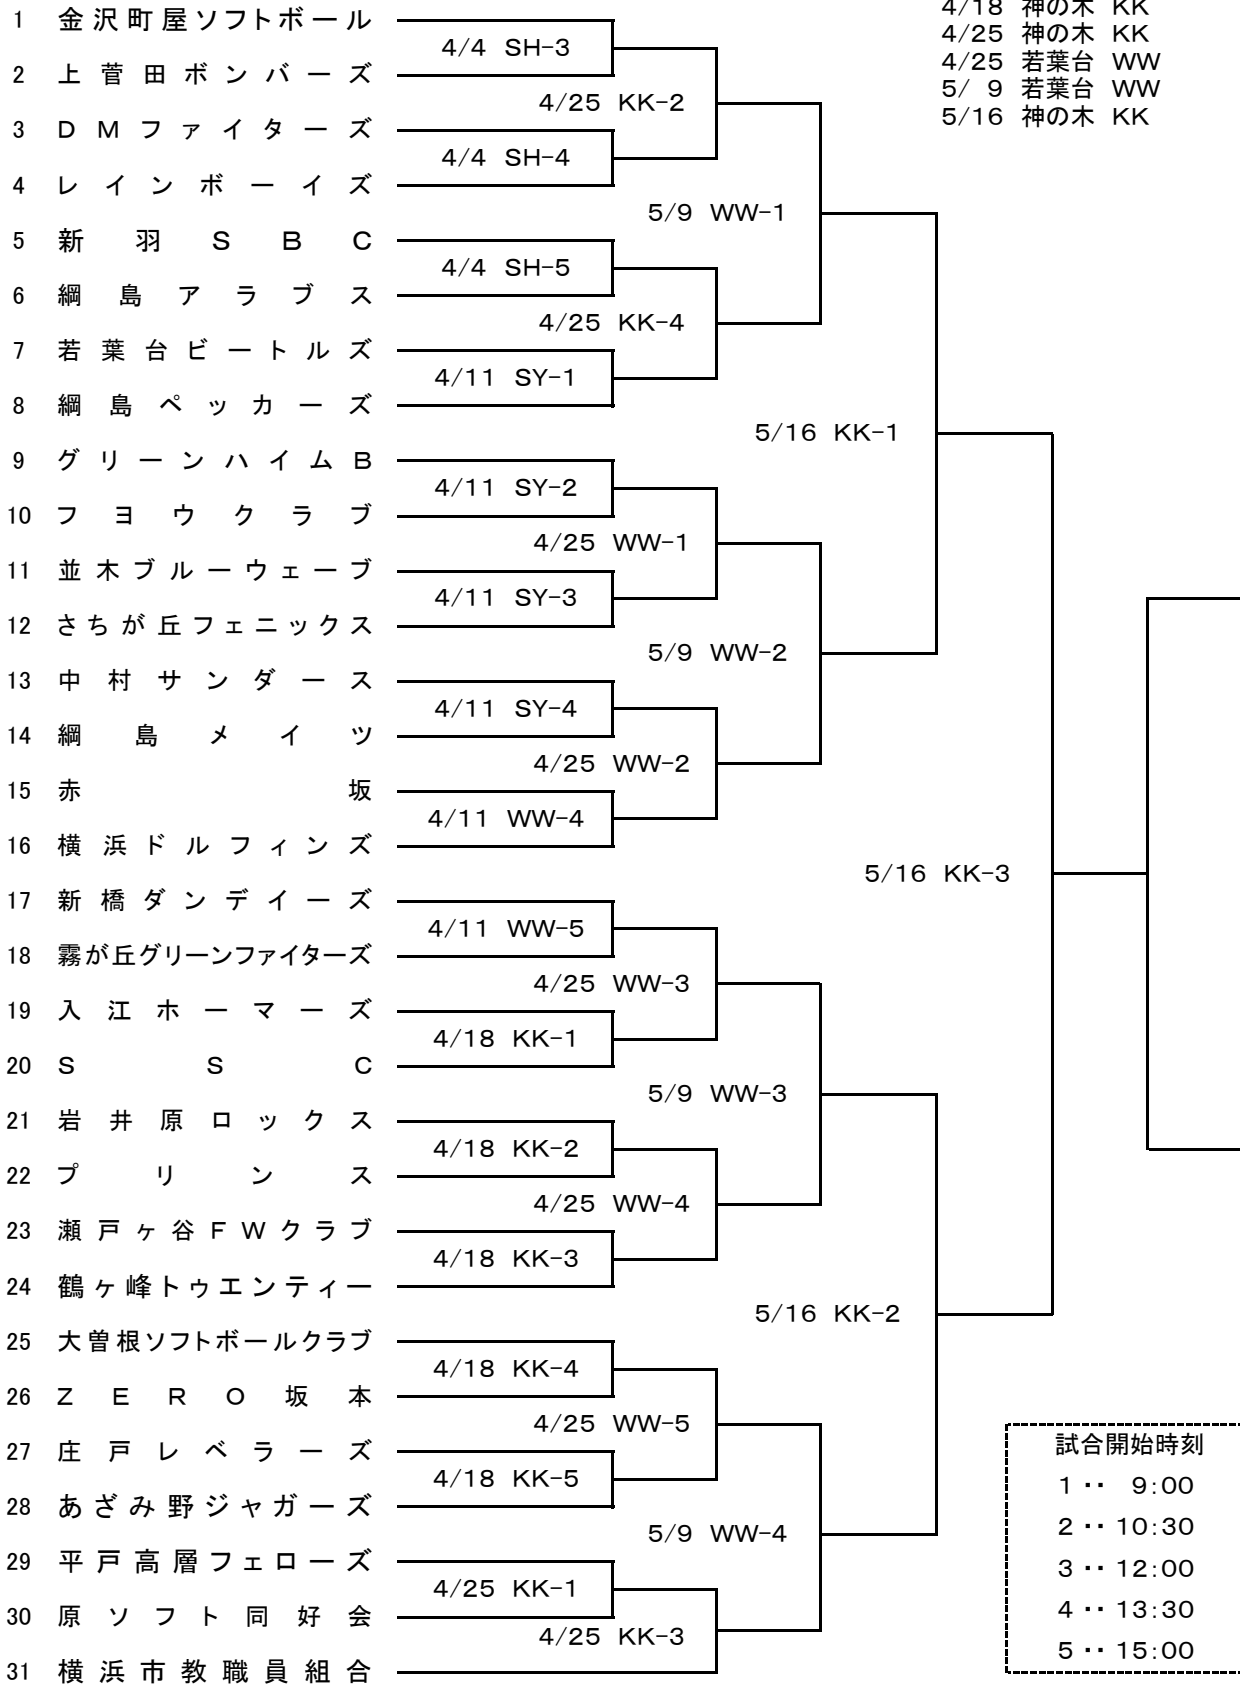 4/18 神の木 KK
4/25 神の木 KK
4/25 若葉台 WW
5/ 9 若葉台 WW
5/16 神の木 KK
1 金沢町屋ソフトボール
4/4 SH-3
2 上菅田ボンバーズ
4/25 KK-2
3 DMファイターズ
4/4 SH-4
4 レインボーイズ
5/9 WW-1
5 新羽SBC
4/4 SH-5
6 綱島アラブス
4/25 KK-4
7 若葉台ビートルズ
4/11 SY-1
8 綱島ペッカーズ
5/16 KK-1
9 グリーンハイムB
4/11 SY-2
10 フヨウクラブ
4/25 WW-1
11 並木ブルーウェーブ
4/11 SY-3
12 さちが丘フェニックス
5/9 WW-2
13 中村サンダース
4/11 SY-4
14 綱島メイツ
4/25 WW-2
15 赤坂
4/11 WW-4
16 横浜ドルフィンズ
5/16 KK-3
17 新橋ダンデイーズ
4/11 WW-5
18 霧が丘グリーンファイターズ
4/25 WW-3
19 入江ホーマーズ
4/18 KK-1
20 SSC
5/9 WW-3
21 岩井原ロックス
4/18 KK-2
22 プリンス
4/25 WW-4
23 瀬戸ヶ谷FWクラブ
4/18 KK-3
24 鶴ヶ峰トゥエンティー
5/16 KK-2
25 大曽根ソフトボールクラブ
4/18 KK-4
26 ZERO坂本
4/25 WW-5
27 庄戸レベラーズ
4/18 KK-5
28 あざみ野ジャガーズ
5/9 WW-4
29 平戸高層フェローズ
4/25 KK-1
30 原ソフト同好会
4/25 KK-3
31 横浜市教職員組合
試合開始時刻
1 ・・ 9:00
2 ・・ 10:30
3 ・・ 12:00
4 ・・ 13:30
5 ・・ 15:00